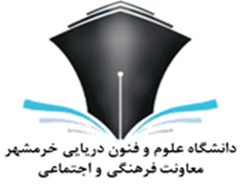 دانشگاه علوم و فنون دریایی خرمشهر
معاونت فرهنگی و اجتماعی